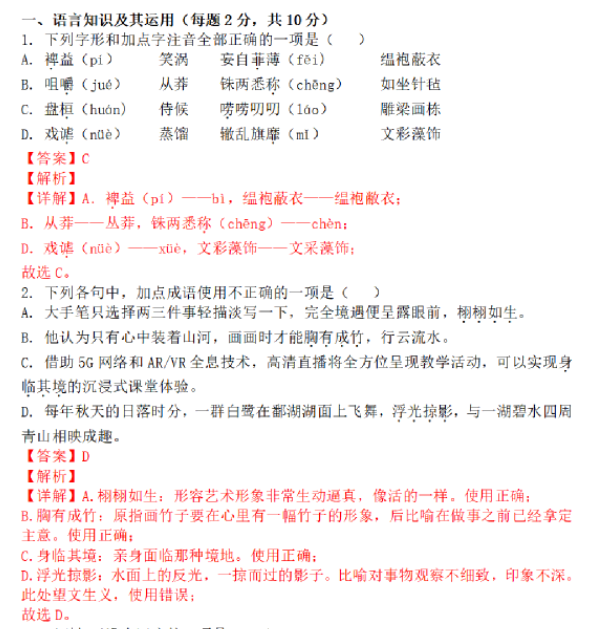 一、语言知识及其运用（每题 2 分，共 10 分）
1. 下列字形和加点字注音全部正确的一项是（ ）
A. 裨益（pí） 笑涡 妄自菲薄（fěi） 缊袍蔽衣
B. 咀嚼（jué） 从莽 铢两悉称（chěng） 如坐针毡
C. 盘桓（huán） 侍候 唠唠叨叨（láo） 雕梁画栋
D. 戏谑（nüè） 蒸馏 辙乱旗靡（mǐ） 文彩藻饰
【答案】C
【解析】
【详解】A. 裨益（pí）——bì，缊袍蔽衣——缊袍敝衣；
B. 从莽——丛莽，铢两悉称（chěng）——chèn；
D. 戏谑（nüè）——xüè，文彩藻饰——文采藻饰；
故选 C。
2. 下列各句中，加点成语使用不正确的一项是（ ）
A. 大手笔只选择两三件事轻描淡写一下，完全境遇便呈露眼前，栩栩如生。
B. 他认为只有心中装着山河，画画时才能胸有成竹，行云流水。
C. 借助 5G 网络和 AR/VR 全息技术，高清直播将全方位呈现教学活动，可以实现身
临其境的沉浸式课堂体验。
D. 每年秋天的日落时分，一群白鹭在鄱湖湖面上飞舞，浮光掠影，与一湖碧水四周
青山相映成趣。
【答案】D
【解析】
【详解】A.栩栩如生：形容艺术形象非常生动逼真，像活的一样。使用正确；
B.胸有成竹：原指画竹子要在心里有一幅竹子的形象，后比喻在做事之前已经拿定
主意。使用正确；
C.身临其境：亲身面临那种境地。使用正确；
D.浮光掠影：水面上的反光，一掠而过的影子。比喻对事物观察不细致，印象不深。
此处望文生义，使用错误；
故选 D。